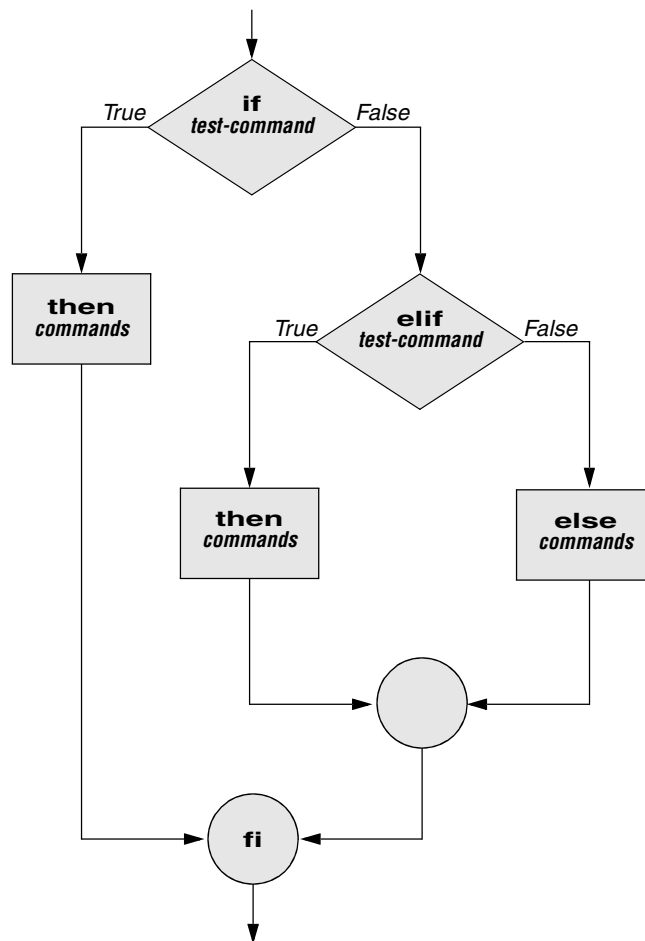 if
test-command
True
False
then
commands
elif
test-command
True
False
then
commands
else
commands
fi